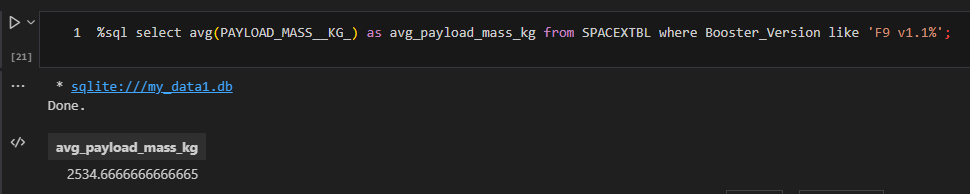 1 %sql select avg(PAYLOAD_MASS__KG_) as avg_payload_mass_kg from SPACEXTBL where Booster_Version like 'F9 v1.1%';
[21]
* sqlite:///my_data1.db
Done.
avg_payload_mass_kg
2534.6666666666665